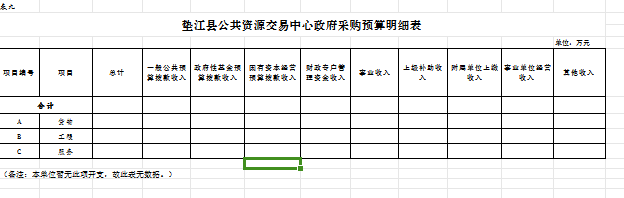 表九
垫江县公共资源交易中心政府采购预算明细表
单位：万元
项目编号 项目 总计 一般公共预算拨款收入 政府性基金预算拨款收入 国有资本经营预算拨款收入 财政专户管理资金收入 事业收入 上级补助收入 附属单位上缴收入 事业单位经营收入 其他收入
合计
A 货物
B 工程
C 服务
（备注：本单位暂无此项开支，故此表无数据。）